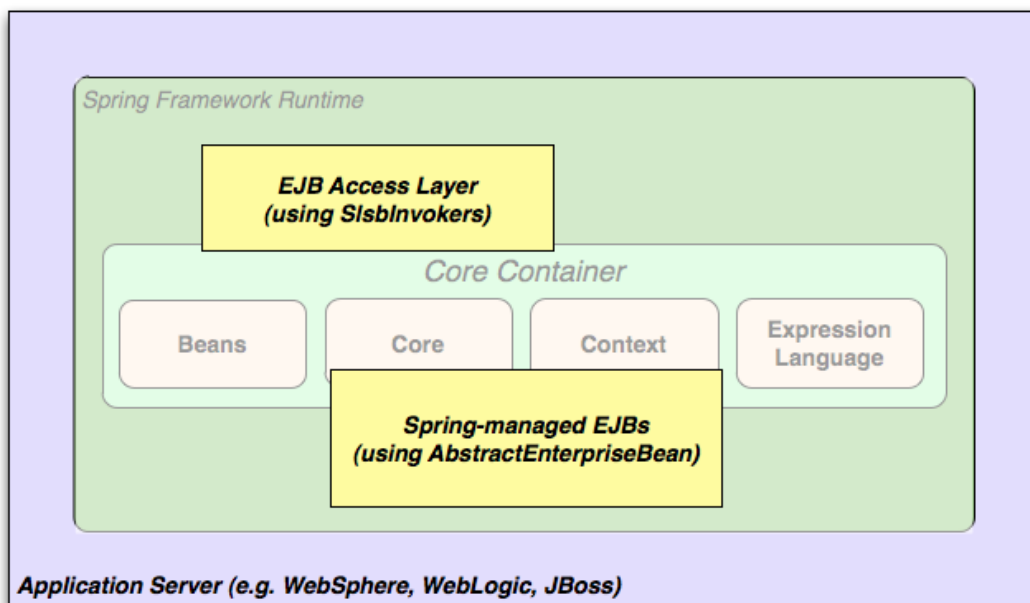 Spring Framework Runtime
EJB Access Layer
(using SlsbInvokers)
Core Container
Beans
Core
Context
Expression
Language
Spring-managed EJBs
(using AbstractEnterpriseBean)
Application Server (e.g. WebSphere, WebLogic, JBoss)